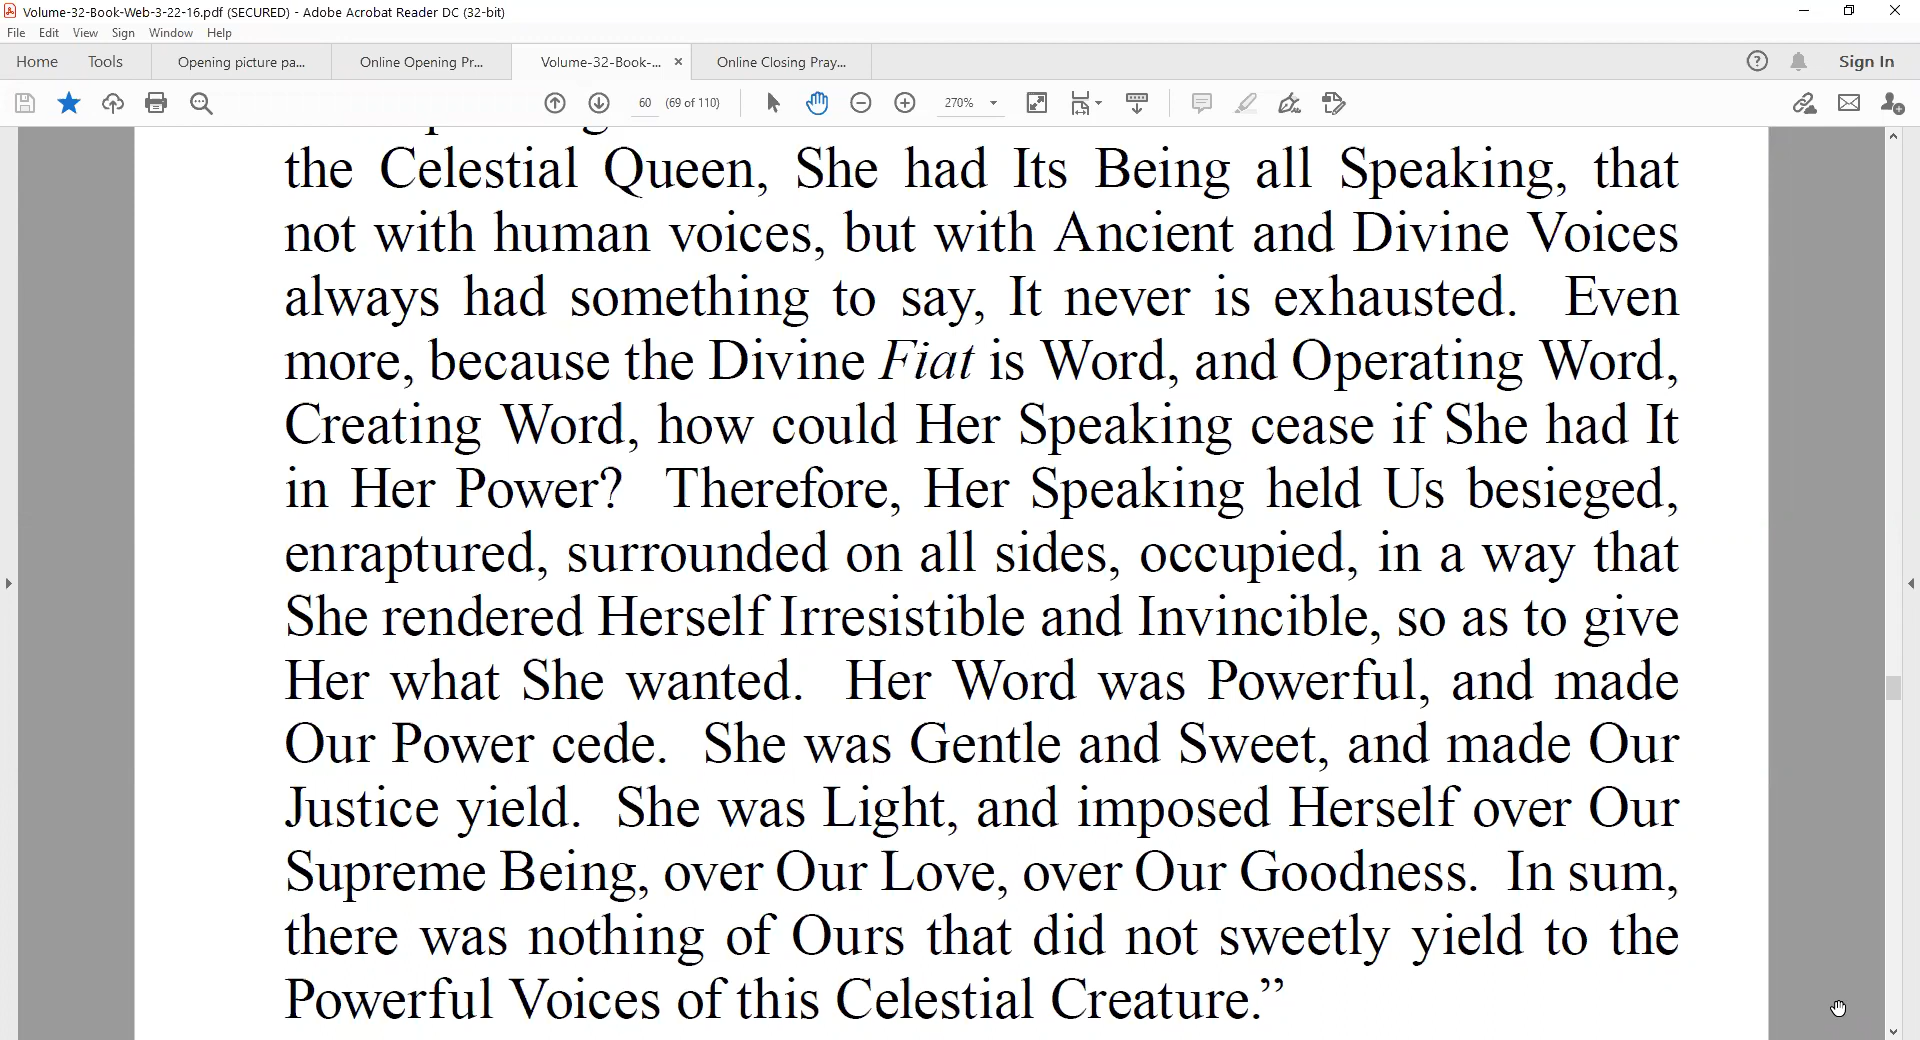 Volume-32-Book-Web-3-22-16.pdf (SECURED) - Adobe Acrobat Reader DC (32-bit)
File Edit View Sign Window Help
Home Tools Opening picture pa... Online Opening Pr... Volume-32-Book-... × Online Closing Pray... Sign In
60 (69 of 110) 270%
the Celestial Queen, She had Its Being all Speaking, that
not with human voices, but with Ancient and Divine Voices
always had something to say, It never is exhausted. Even
more, because the Divine Fiat is Word, and Operating Word,
Creating Word, how could Her Speaking cease if She had It
in Her Power? Therefore, Her Speaking held Us besieged,
enraptured, surrounded on all sides, occupied, in a way that
She rendered Herself Irresistible and Invincible, so as to give
Her what She wanted. Her Word was Powerful, and made
Our Power cede. She was Gentle and Sweet, and made Our
Justice yield. She was Light, and imposed Herself over Our
Supreme Being, over Our Love, over Our Goodness. In sum,
there was nothing of Ours that did not sweetly yield to the
Powerful Voices of this Celestial Creature.”